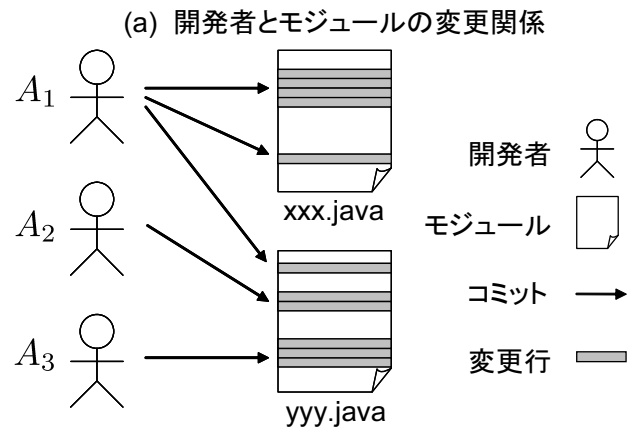 (a) 開発者とモジュールの変更関係
A1
xxx.java
A2
A3
yyy.java
開発者
モジュール
コミット
変更行